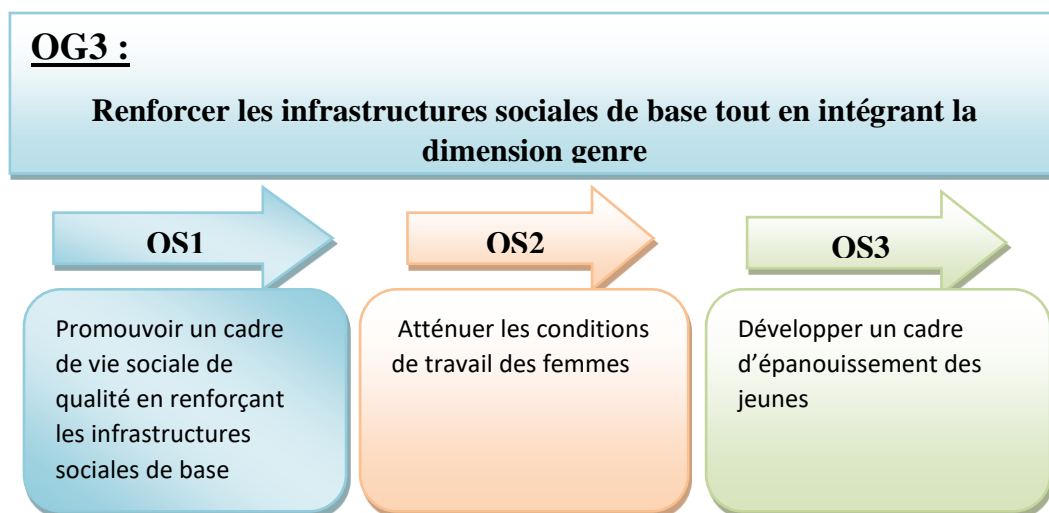 OG3 :
Renforcer les infrastructures sociales de base tout en intégrant la
dimension genre
OS1
OS2
OS3
Promouvoir un cadre
de vie sociale de
qualité en renforçant
les infrastructures
sociales de base
Atténuer les conditions
de travail des femmes
Développer un cadre
d’épanouissement des
jeunes